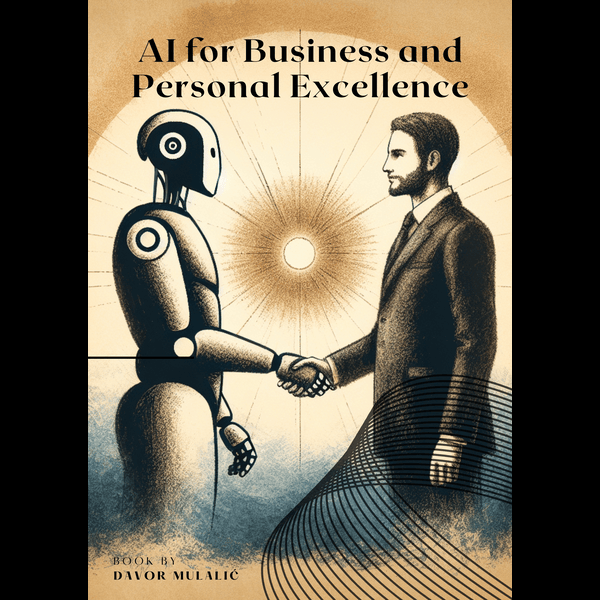 AI for Business and
Personal Excellence
BOOK BY
DAVOR MULALIĆ